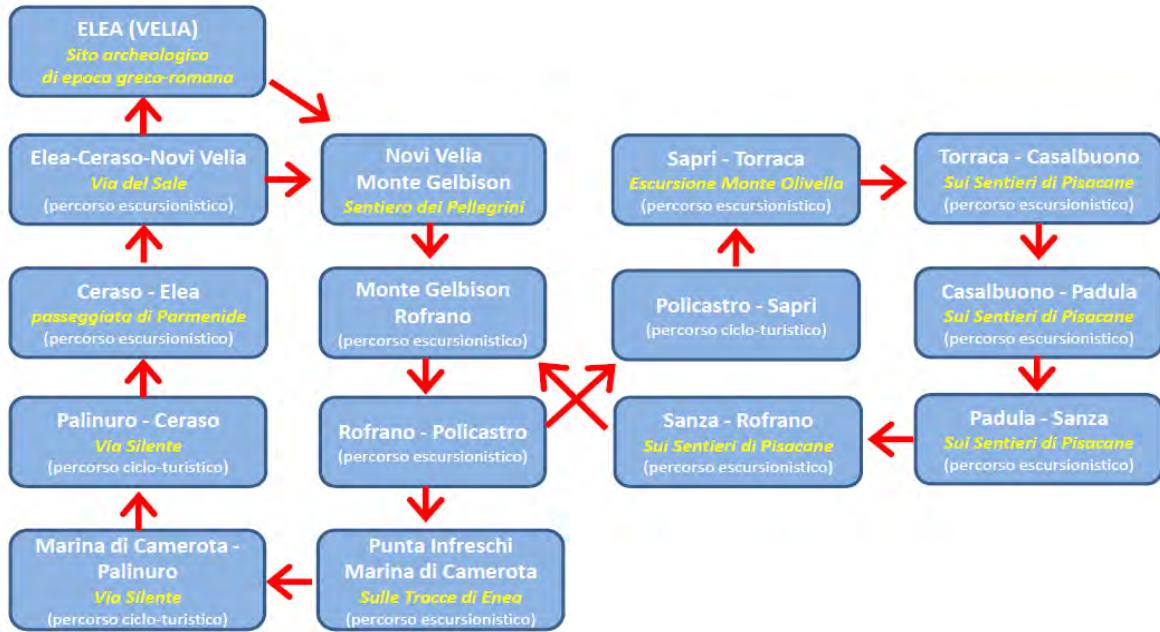 ELEA (VELIA)
Sito archeologico
di epoca greco-romana
Elea-Ceraso-Novi Velia
Via del Sale
(percorso escursionistico)
Ceraso - Elea
passeggiata di Parmenide
(percorso escursionistico)
Palinuro - Ceraso
Via Silente
(percorso ciclo-turistico)
Marina di Camerota -
Palinuro
Via Silente
(percorso ciclo-turistico)
Novi Velia
Monte Gelbison
Sentiero dei Pellegrini
Monte Gelbison
Rofrano
(percorso escursionistico)
Rofrano - Policastro
(percorso escursionistico)
Punta Infreschi
Marina di Camerota
Sulle Tracce di Enea
(percorso escursionistico)
Sapri - Torraca
Escursione Monte Olivella
(percorso escursionistico)
Policastro - Sapri
(percorso ciclo-turistico)
Sanza - Rofrano
Sui Sentieri di Pisacane
(percorso escursionistico)
Torraca - Casalbuono
Sui Sentieri di Pisacane
(percorso escursionistico)
Casalbuono - Padula
Sui Sentieri di Pisacane
(percorso escursionistico)
Padula - Sanza
Sui Sentieri di Pisacane
(percorso escursionistico)